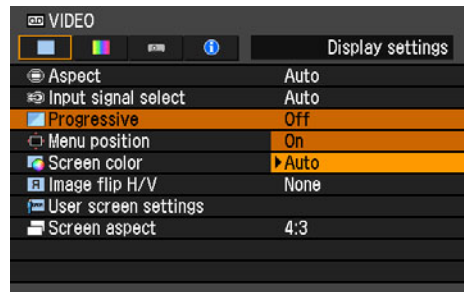 VIDEO
Display settings
Aspect Auto
Input signal select Auto
Progressive Off
Menu position On
Screen color Auto
Image flip H/V None
User screen settings
Screen aspect 4:3